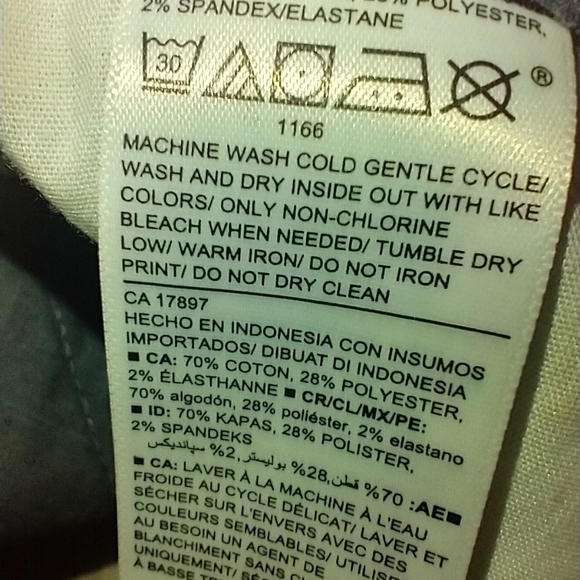 POLYESTER,
2% SPANDEX/ELASTANE
30
®
1166
MACHINE WASH COLD GENTLE CYCLE/
WASH AND DRY INSIDE OUT WITH LIKE
COLORS/ ONLY NON-CHLORINE
BLEACH WHEN NEEDED/ TUMBLE DRY
LOW/ WARM IRON/ DO NOT IRON
PRINT/ DO NOT DRY CLEAN
CA 17897
HECHO EN INDONESIA CON INSUMOS
IMPORTADOS/ DIBUAT DI INDONESIA
■ CA: 70% COTON, 28% POLYESTER,
2% ÉLASTHANNE ■ CR/CL/MX/PE:
70% algodón, 28% poliéster, 2% elastano
■ ID: 70% KAPAS, 28% POLISTER,
2% SPANDEKS
■AE: 70% قطن, 28% بوليستر, 2% سباندیکس
■ CA: LAVER À LA MACHINE À L'EAU
FROIDE AU CYCLE DÉLICAT/ LAVER ET
SÉCHER SUR L'ENVERS AVEC DES
COULEURS SEMBLABLES/ UTILISER
AU BESOIN UN AGENT DE
BLANCHIMENT SANS
UNIQUEMENT/
À BASSE